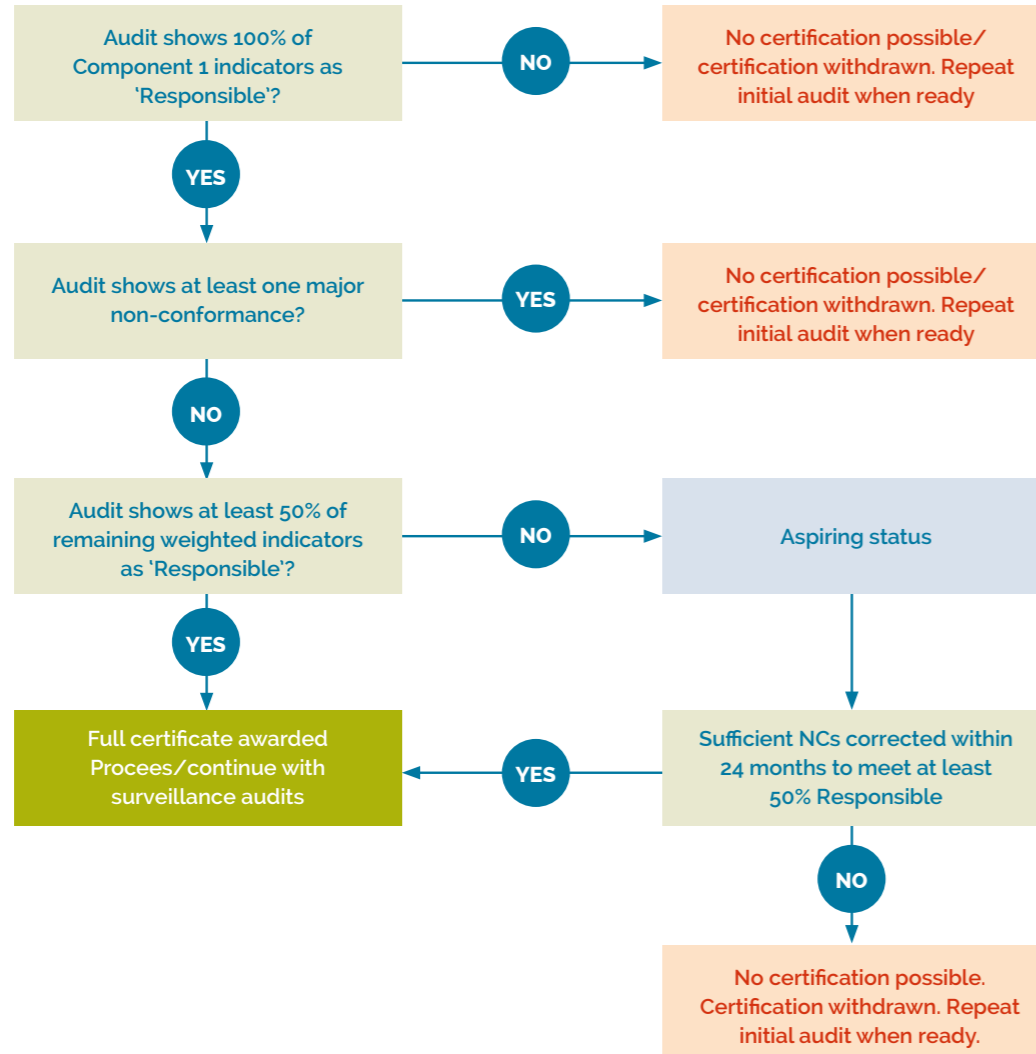 Audit shows 100% of
Component 1 indicators as
‘Responsible’?
NO
No certification possible/
certification withdrawn. Repeat
initial audit when ready
YES
Audit shows at least one major
non-conformance?
YES
No certification possible/
certification withdrawn. Repeat
initial audit when ready
NO
Audit shows at least 50% of
remaining weighted indicators
as ‘Responsible’?
NO
Aspiring status
YES
Full certificate awarded
Procees/continue with
surveillance audits
YES
Sufficient NCs corrected within
24 months to meet at least
50% Responsible
NO
No certification possible.
Certification withdrawn. Repeat
initial audit when ready.